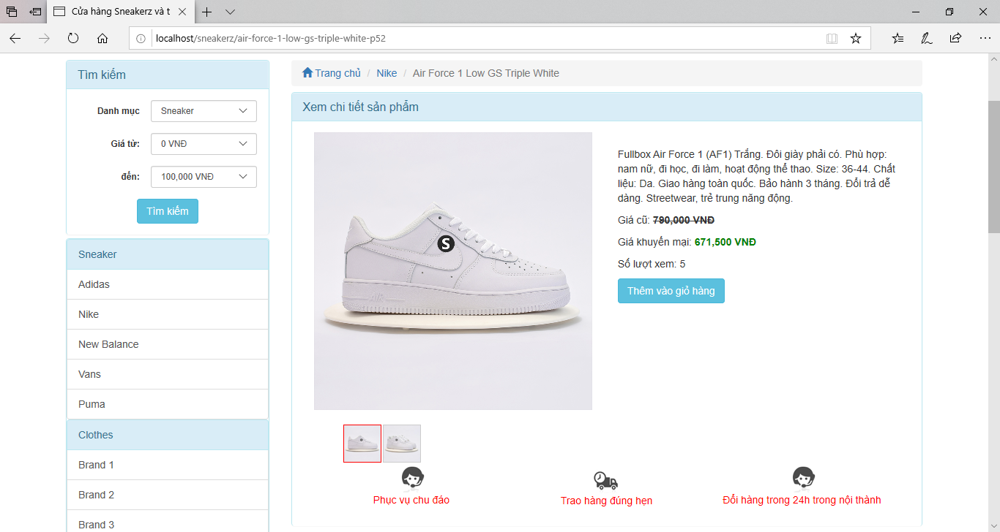 Cửa hàng Sneakerz và t
localhost/sneakerz/air-force-1-low-gs-triple-white-p52
Tìm kiếm
Danh mục Sneaker
Giá từ: 0 VNĐ
đến: 100,000 VNĐ
Tìm kiếm
Sneaker
Adidas
Nike
New Balance
Vans
Puma
Clothes
Brand 1
Brand 2
Brand 3
Trang chủ / Nike / Air Force 1 Low GS Triple White
Xem chi tiết sản phẩm
S
AIR
Fullbox Air Force 1 (AF1) Trắng. Đôi giày phải có. Phù hợp:
nam nữ, đi học, đi làm, hoạt động thể thao. Size: 36-44. Chất
liệu: Da. Giao hàng toàn quốc. Bảo hành 3 tháng. Đổi trả dễ
dàng. Streetwear, trẻ trung năng động.
Giá cũ: 790,000 VNĐ
Giá khuyến mại: 671,500 VNĐ
Số lượt xem: 5
Thêm vào giỏ hàng
Phục vụ chu đáo
Trao hàng đúng hẹn
Đổi hàng trong 24h trong nội thành